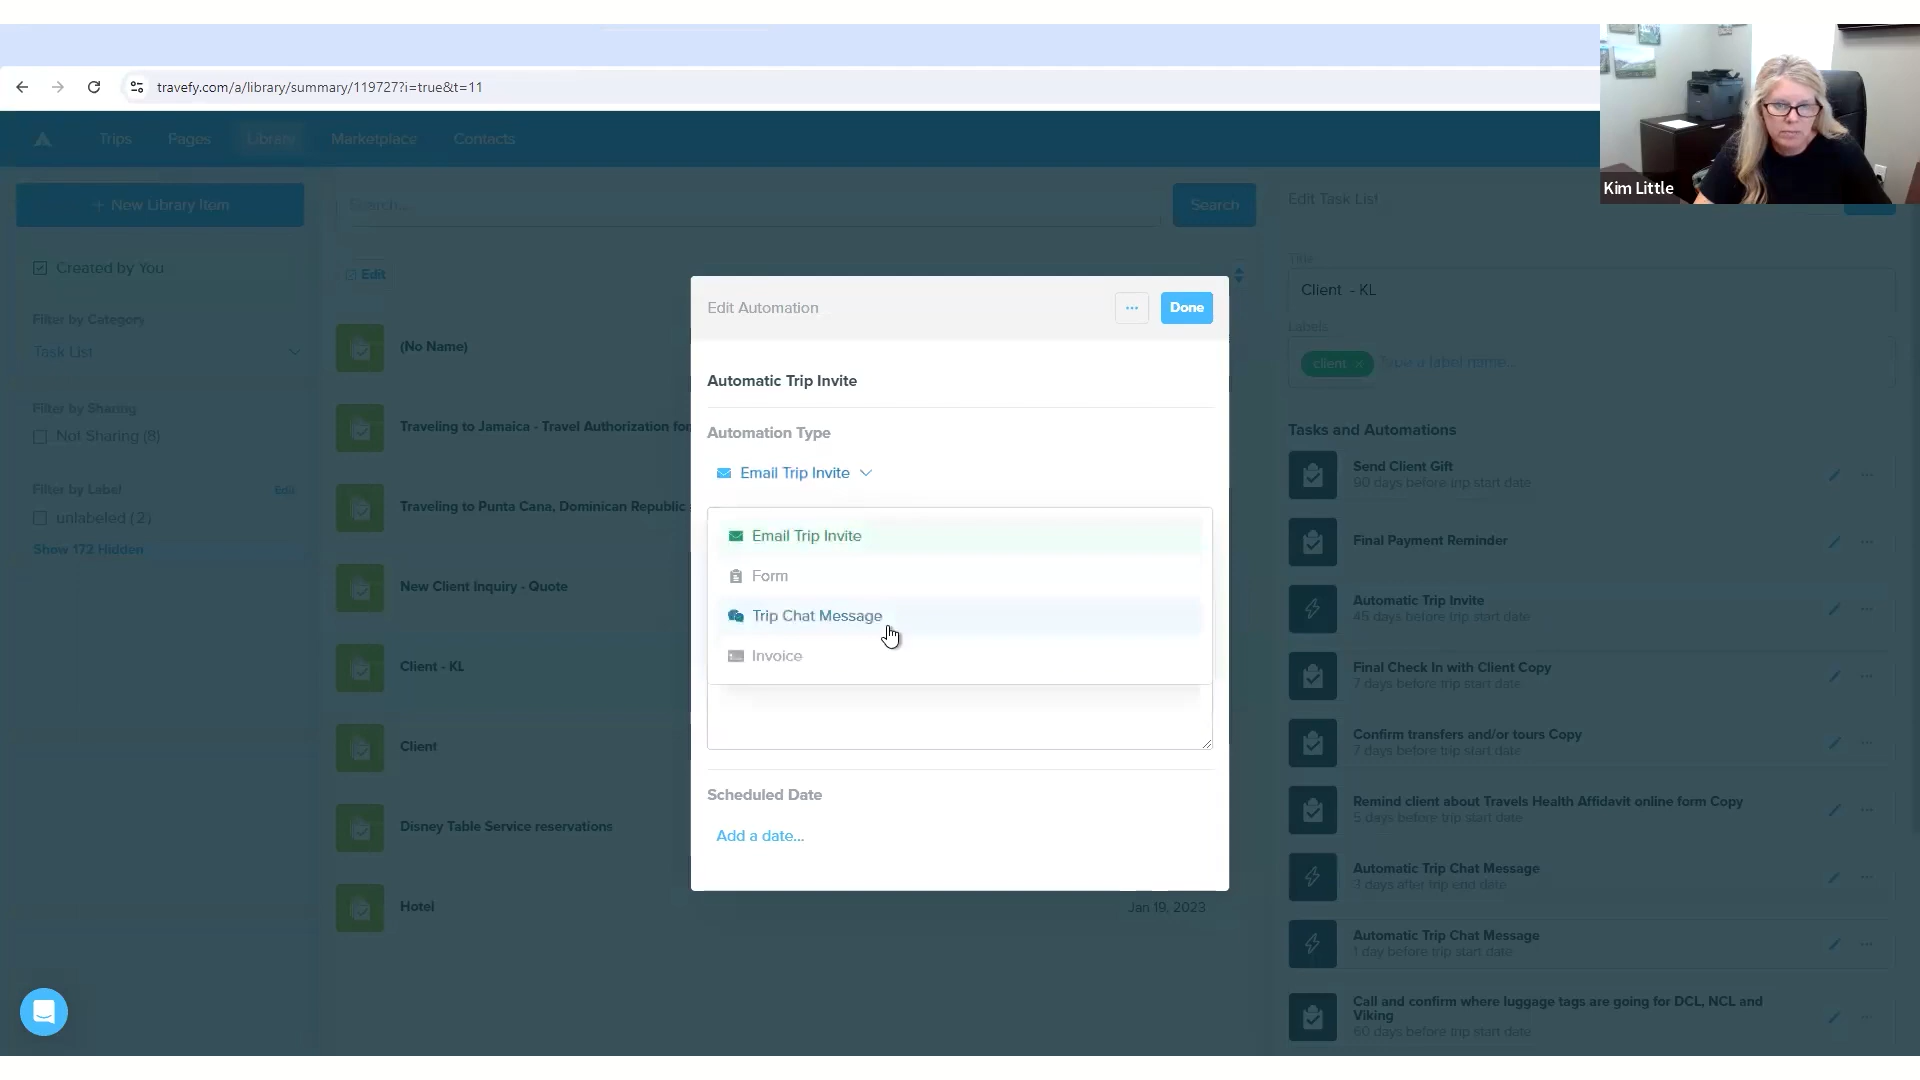 travefy.com/a/library/summary/119727?i=true&t=11
Trips
Pages
Library
Marketplace
Contacts
Kim Little
+ New Library Item
Search...
Search
Edit Task List
Created by You
Edit
Filter by Category
Task List
Filter by Sharing
Not Sharing (8)
Filter by Label
Edit
unlabeled (2)
Show 172 Hidden
(No Name)
Traveling to Jamaica - Travel Authorization for
Traveling to Punta Cana, Dominican Republic
New Client Inquiry - Quote
Client - KL
Client
Disney Table Service reservations
Hotel
Jan 19, 2023
Edit Automation
...
Done
Automatic Trip Invite
Automation Type
Email Trip Invite
Email Trip Invite
Form
Trip Chat Message
Invoice
Scheduled Date
Add a date...
Title
Client - KL
Labels
client ×
Type a label name...
Tasks and Automations
Send Client Gift
90 days before trip start date
Final Payment Reminder
Automatic Trip Invite
45 days before trip start date
Final Check In with Client Copy
7 days before trip start date
Confirm transfers and/or tours Copy
7 days before trip start date
Remind client about Travels Health Affidavit online form Copy
5 days before trip start date
Automatic Trip Chat Message
3 days after trip end date
Automatic Trip Chat Message
1 day before trip start date
Call and confirm where luggage tags are going for DCL, NCL and
Viking
60 days before trip start date